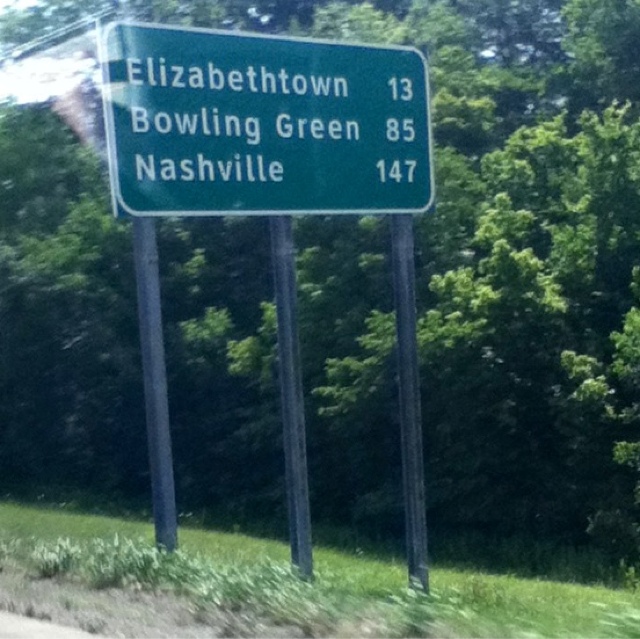 Elizabethtown 13
Bowling Green 85
Nashville 147